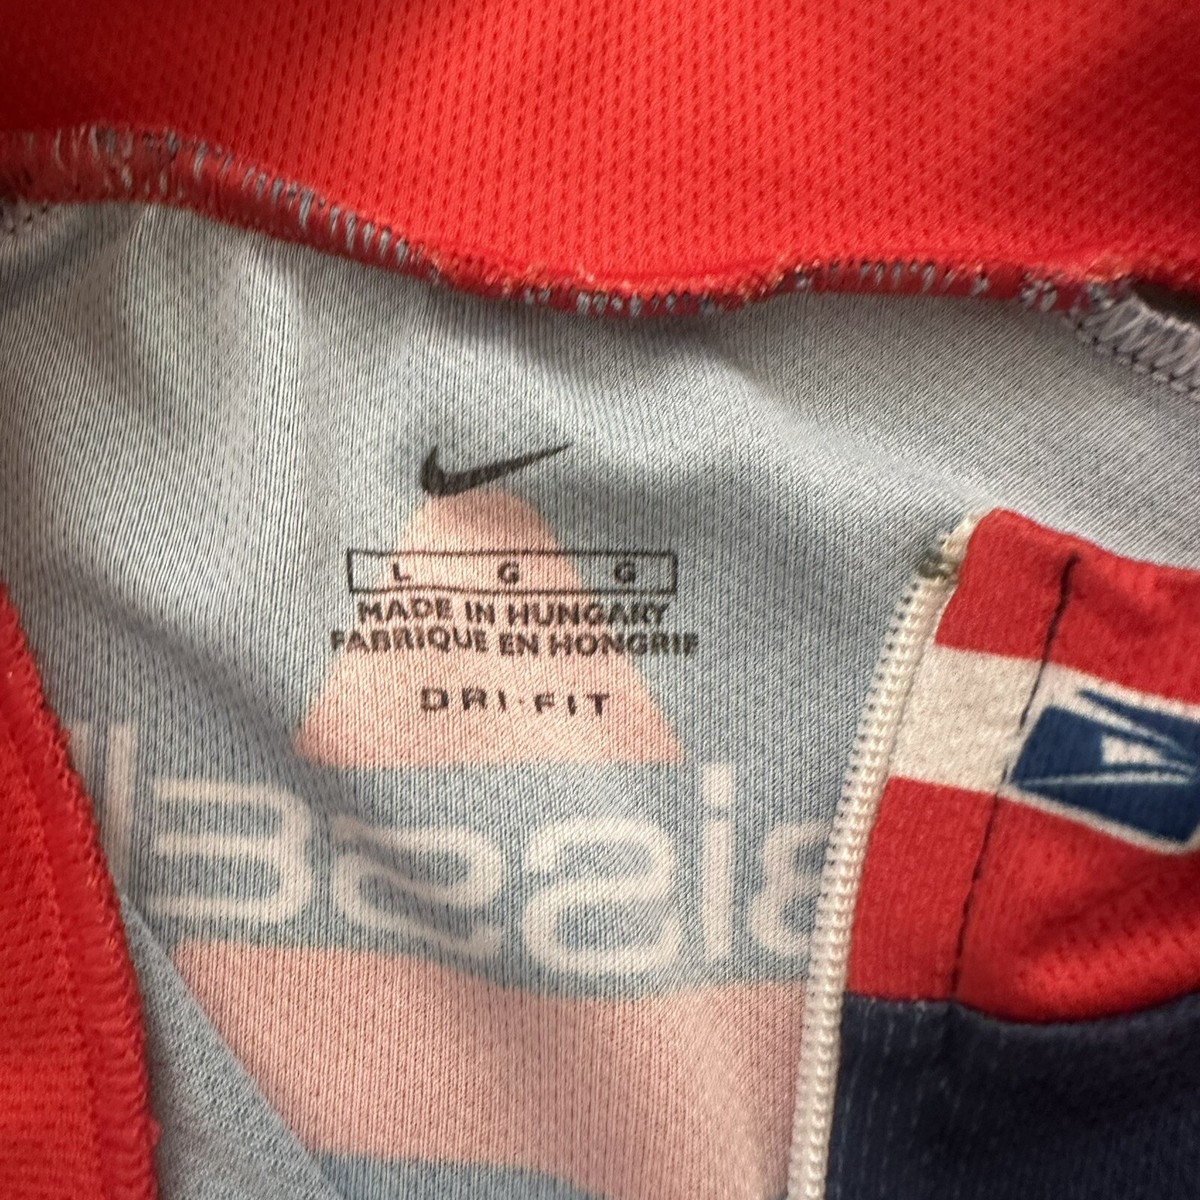 L G G
MADE IN HUNGARY
FABRIQUE EN HONGRIE
DRI-FIT